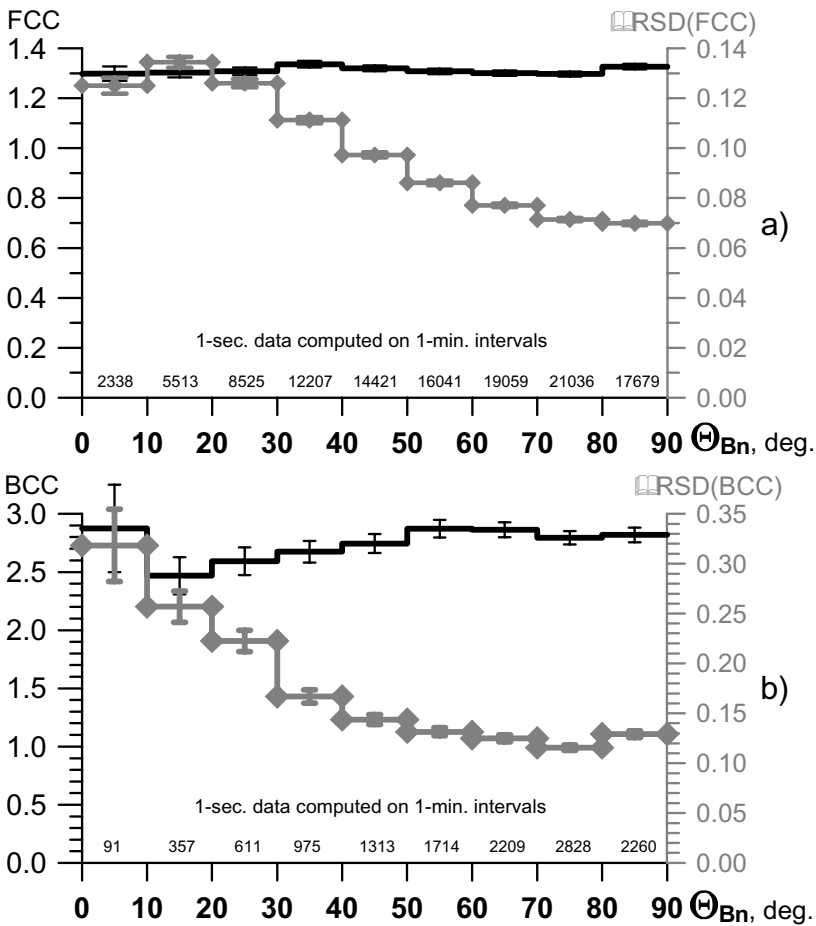 FCC 🕮RSD(FCC)
1.4 0.14
1.2 0.12
1.0 0.10
0.8 0.08
a)
0.6 0.06
0.4 0.04
1-sec. data computed on 1-min. intervals
0.2 0.02
2338 5513 8525 12207 14421 16041 19059 21036 17679
0.0 0.00
0 10 20 30 40 50 60 70 80 90 ΘBn, deg.
BCC 🕮RSD(BCC)
3.0 0.35
0.30
2.5
0.25
2.0
0.20
b)
1.5
0.15
1.0 0.10
1-sec. data computed on 1-min. intervals
0.5 0.05
91 357 611 975 1313 1714 2209 2828 2260
0.0 0.00
0 10 20 30 40 50 60 70 80 90 ΘBn, deg.